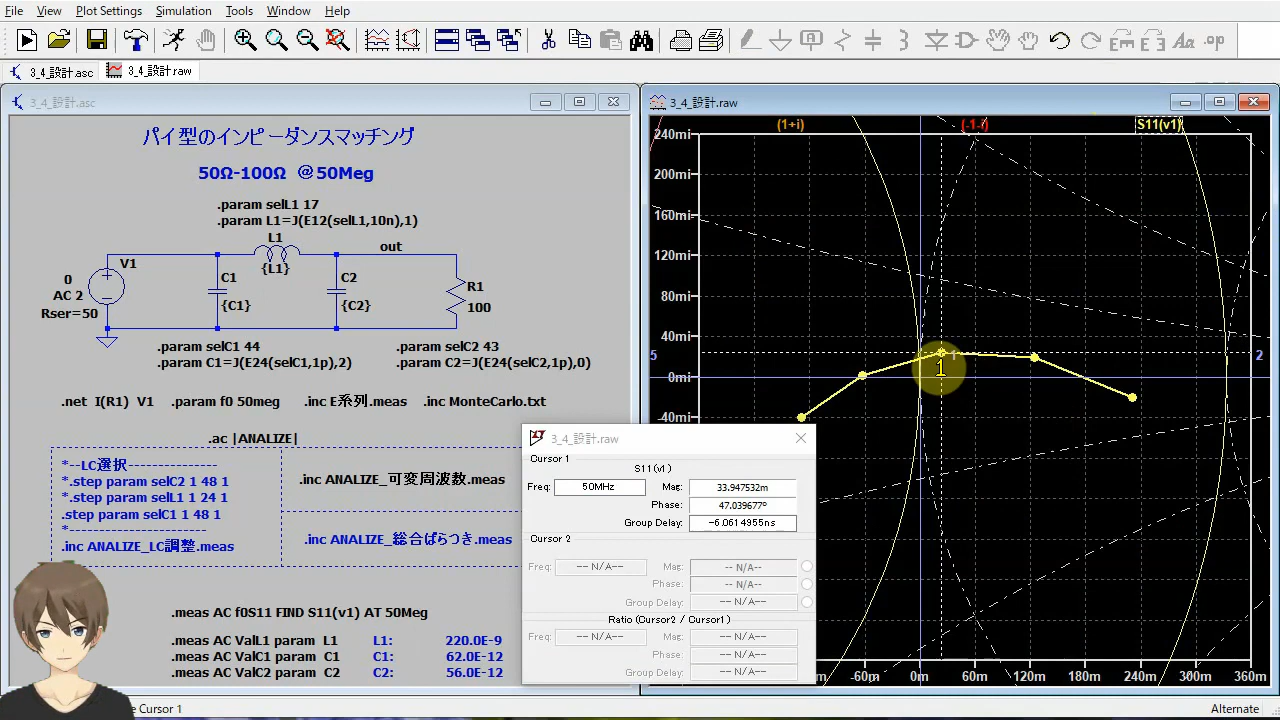 File View Plot Settings Simulation Tools Window Help
3_4_設計.asc 3_4_設計.raw
3_4_設計.asc
パイ型のインピーダンスマッチング
50Ω-100Ω @50Meg
.param selL1 17
.param L1=J(E12(selL1,10n),1)
L1
{L1}
out
V1
0
AC 2
Rser=50
C1
{C1}
C2
{C2}
R1
100
.param selC1 44
.param C1=J(E24(selC1,1p),2)
.param selC2 43
.param C2=J(E24(selC2,1p),0)
.net I(R1) V1 .param f0 50meg .inc E系列.meas .inc MonteCarlo.txt
.ac |ANALIZE|
*--LC選択---------------
*.step param selC2 1 48 1
*.step param selL1 1 24 1
.step param selC1 1 48 1
*-----------------------
.inc ANALIZE_LC調整.meas
.inc ANALIZE_可変周波数.meas
.inc ANALIZE_総合ばらつき.meas
.meas AC f0S11 FIND S11(v1) AT 50Meg
.meas AC ValL1 param L1 L1: 220.0E-9
.meas AC ValC1 param C1 C1: 62.0E-12
.meas AC ValC2 param C2 C2: 56.0E-12
3_4_設計.raw
(1+i) (-1-i) S11(v1)
240mi
200mi
160mi
120mi
80mi
40mi
0mi
-40mi
5
1
1
2
-60m 0m 60m 120m 180m 240m 300m 360m
3_4_設計.raw
Cursor 1
S11(v1)
Freq: 50MHz Mag: 33.947532m
Phase: 47.039677°
Group Delay: -6.0614955ns
Cursor 2
Freq: -- N/A-- Mag: -- N/A--
Phase: -- N/A--
Group Delay: -- N/A--
Ratio (Cursor2 / Cursor1)
Freq: -- N/A-- Mag: -- N/A--
Phase: -- N/A--
Group Delay: -- N/A--
Cursor 1
Alternate